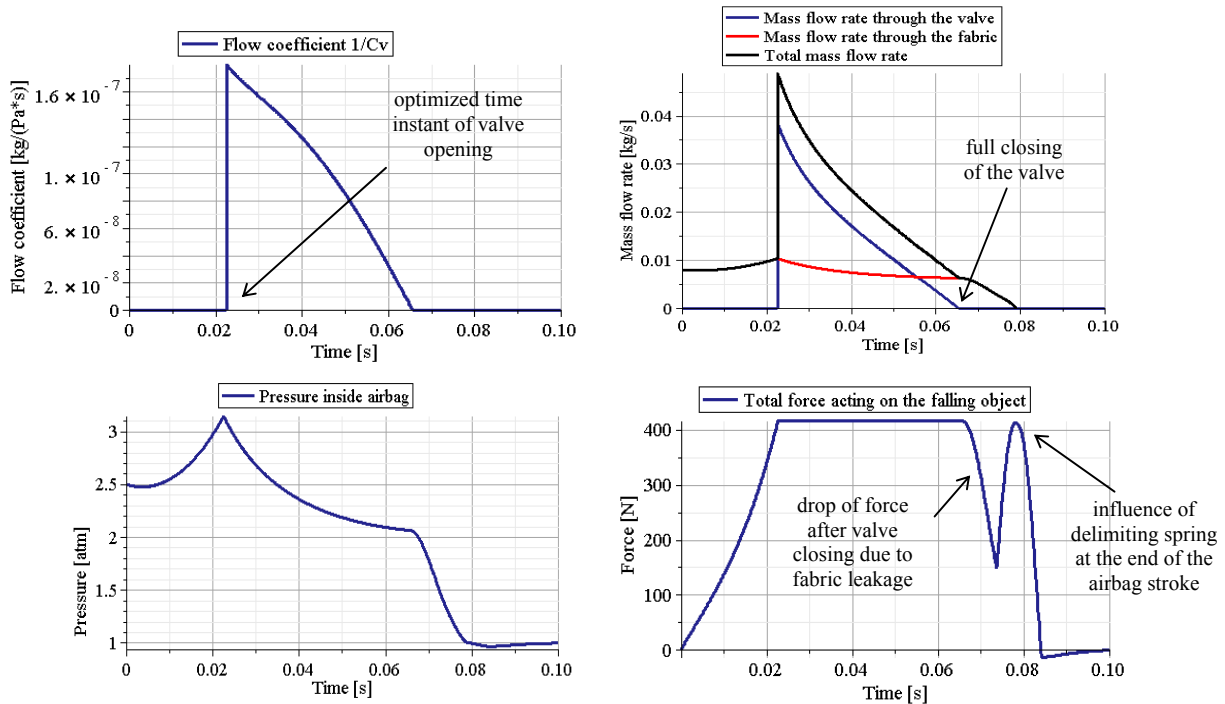 Flow coefficient 1/Cv
Flow coefficient [kg/(Pa*s)]
1.6 × 10⁻⁷
1. × 10⁻⁷
6. × 10⁻⁸
2. × 10⁻⁸
0
optimized time
instant of valve
opening
0 0.02 0.04 0.06 0.08 0.10
Time [s]
Mass flow rate through the valve
Mass flow rate through the fabric
Total mass flow rate
Mass flow rate [kg/s]
0.04
0.03
0.02
0.01
0
full closing
of the valve
0 0.02 0.04 0.06 0.08 0.10
Time [s]
Pressure inside airbag
Pressure [atm]
3
2.5
2
1.5
1
0 0.02 0.04 0.06 0.08 0.10
Time [s]
Total force acting on the falling object
Force [N]
400
300
200
100
0
drop of force
after valve
closing due to
fabric leakage
influence of
delimiting spring
at the end of the
airbag stroke
0.02 0.04 0.06 0.08 0.10
Time [s]